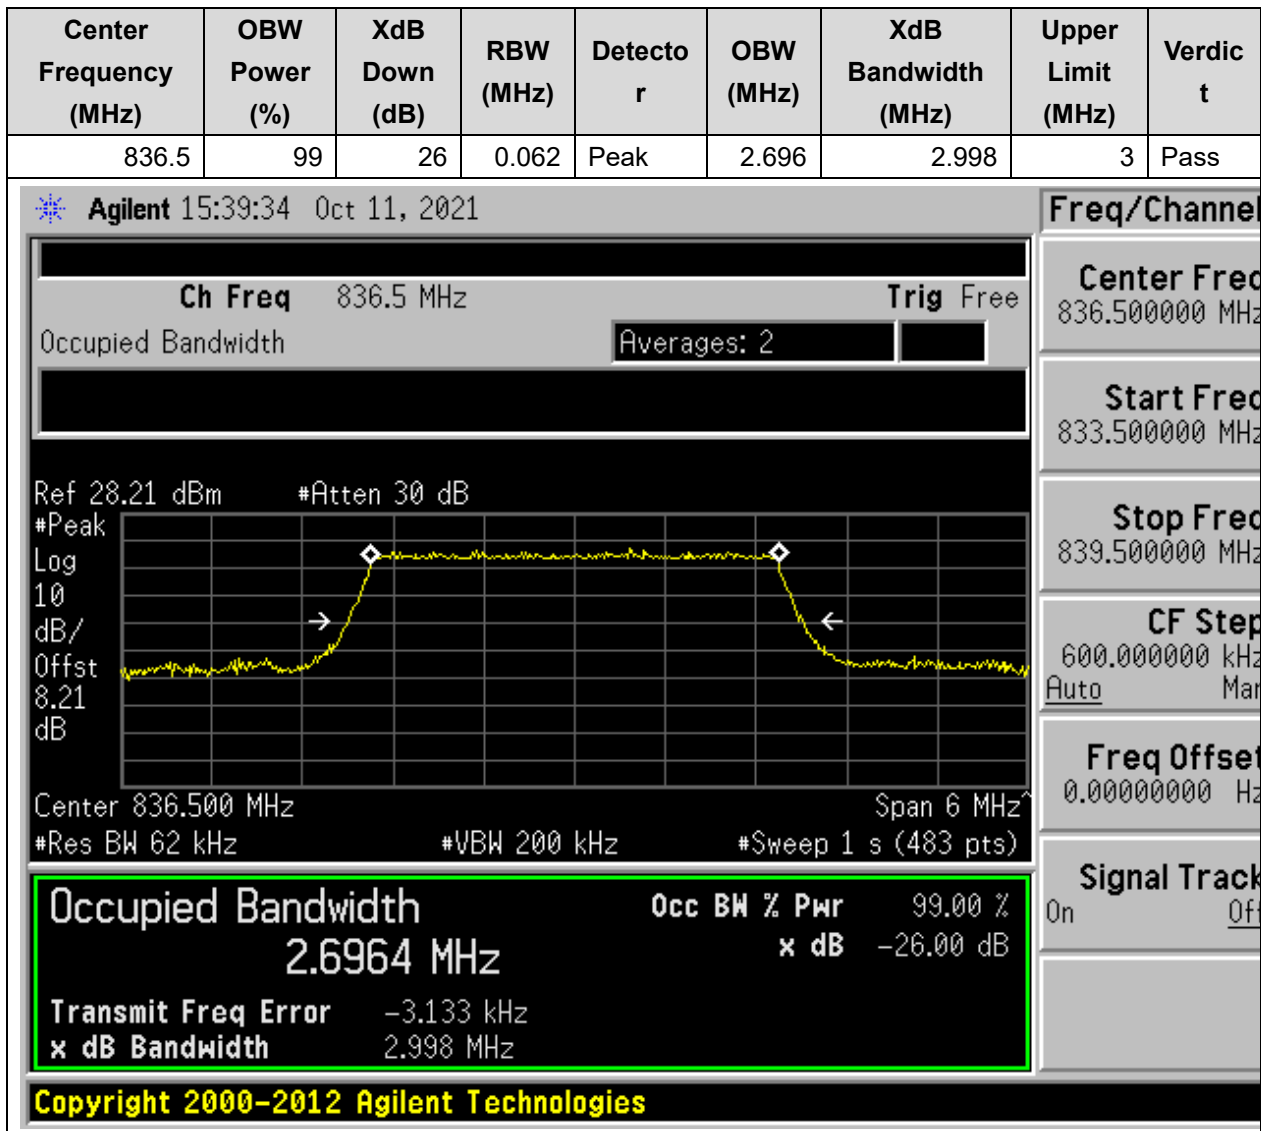 Center Frequency (MHz) OBW Power (%) XdB Down (dB) RBW (MHz) Detector OBW (MHz) XdB Bandwidth (MHz) Upper Limit (MHz) Verdict
836.5 99 26 0.062 Peak 2.696 2.998 3 Pass
Agilent 15:39:34 Oct 11, 2021
Freq/Channel
Ch Freq 836.5 MHz Trig Free
Occupied Bandwidth Averages: 2
Center Freq
836.500000 MHz
Start Freq
833.500000 MHz
Stop Freq
839.500000 MHz
CF Step
600.000000 kHz
Auto Man
Freq Offset
0.00000000 Hz
Signal Track
On Off
Ref 28.21 dBm #Atten 30 dB
#Peak
Log
10
dB/
Offst
8.21
dB
Center 836.500 MHz Span 6 MHz^
#Res BW 62 kHz #VBW 200 kHz #Sweep 1 s (483 pts)
Occupied Bandwidth Occ BW % Pwr 99.00 %
2.6964 MHz x dB -26.00 dB
Transmit Freq Error -3.133 kHz
x dB Bandwidth 2.998 MHz
Copyright 2000-2012 Agilent Technologies